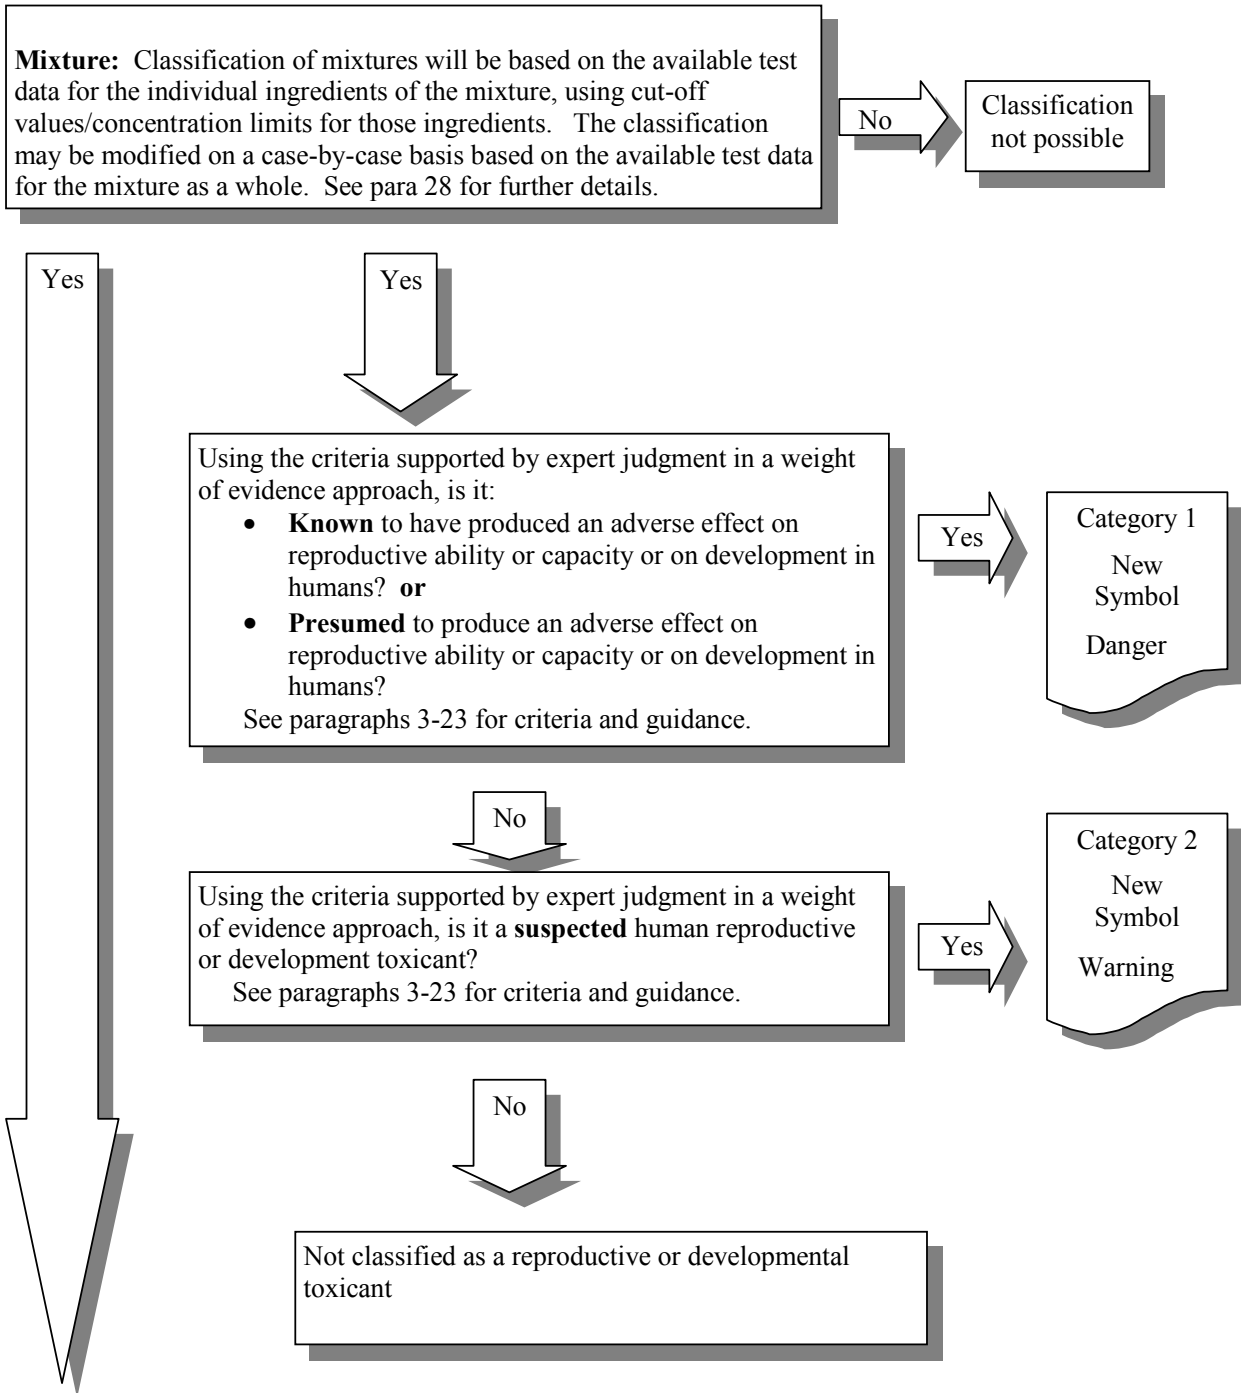 Mixture: Classification of mixtures will be based on the available test
data for the individual ingredients of the mixture, using cut-off
values/concentration limits for those ingredients. The classification
may be modified on a case-by-case basis based on the available test data
for the mixture as a whole. See para 28 for further details.
No
Classification
not possible
Yes
Yes
Using the criteria supported by expert judgment in a weight
of evidence approach, is it:
• Known to have produced an adverse effect on
reproductive ability or capacity or on development in
humans? or
• Presumed to produce an adverse effect on
reproductive ability or capacity or on development in
humans?
See paragraphs 3-23 for criteria and guidance.
Yes
Category 1
New
Symbol
Danger
No
Using the criteria supported by expert judgment in a weight
of evidence approach, is it a suspected human reproductive
or development toxicant?
See paragraphs 3-23 for criteria and guidance.
Yes
Category 2
New
Symbol
Warning
No
Not classified as a reproductive or developmental
toxicant